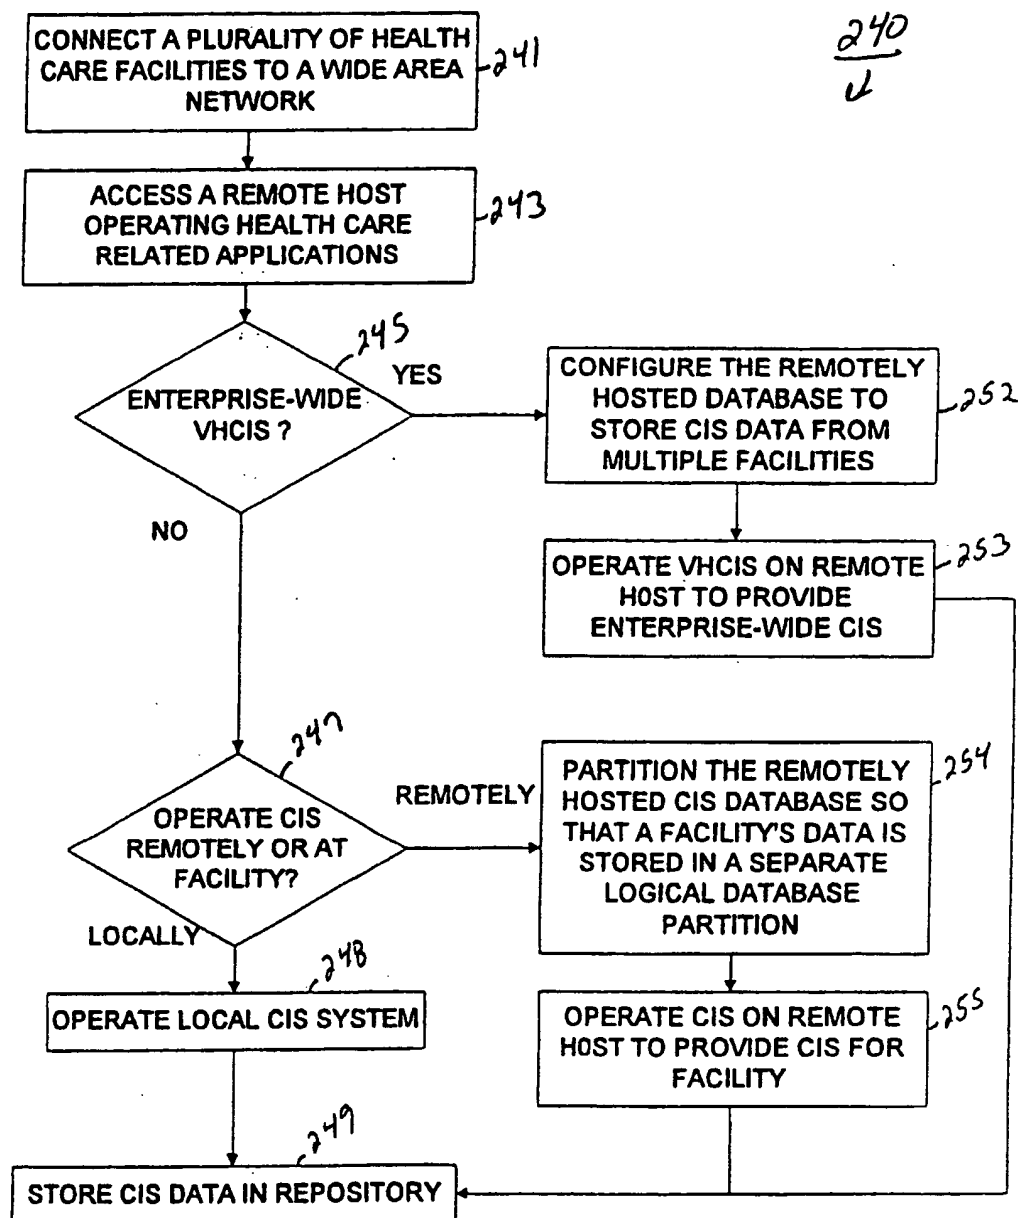 240
CONNECT A PLURALITY OF HEALTH
CARE FACILITIES TO A WIDE AREA
NETWORK
241
ACCESS A REMOTE HOST
OPERATING HEALTH CARE
RELATED APPLICATIONS
243
245
ENTERPRISE-WIDE
VHCIS ?
YES
NO
CONFIGURE THE REMOTELY
HOSTED DATABASE TO
STORE CIS DATA FROM
MULTIPLE FACILITIES
252
OPERATE VHCIS ON REMOTE
HOST TO PROVIDE
ENTERPRISE-WIDE CIS
253
247
OPERATE CIS
REMOTELY OR AT
FACILITY?
REMOTELY
LOCALLY
PARTITION THE REMOTELY
HOSTED CIS DATABASE SO
THAT A FACILITY'S DATA IS
STORED IN A SEPARATE
LOGICAL DATABASE
PARTITION
254
248
OPERATE LOCAL CIS SYSTEM
OPERATE CIS ON REMOTE
HOST TO PROVIDE CIS FOR
FACILITY
255
249
STORE CIS DATA IN REPOSITORY